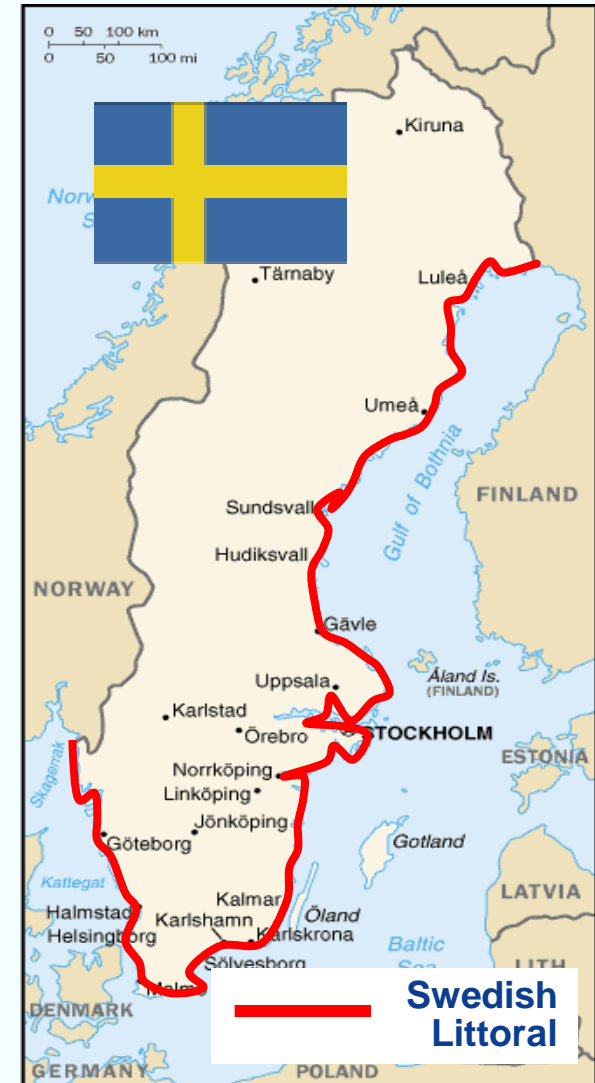 0 50 100 km
0 50 100 mi
Kiruna
Tärnaby
Luleå
Umeå
Gulf of Bothnia
Sundsvall
FINLAND
Hudiksvall
NORWAY
Gävle
Uppsala
Åland Is.
(FINLAND)
Karlstad
Örebro
STOCKHOLM
Skagerrak
ESTONIA
Norrköping
Linköping
Jönköping
Göteborg
Gotland
Kattegat
Kalmar
LATVIA
Halmstad
Öland
Karlshamn
Helsingborg
Karlskrona
Baltic
Sölvesborg
LITH
Malmö
DENMARK
Swedish
Littoral
GERMANY
POLAND